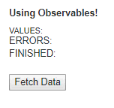 Using Observables!
VALUES:
ERRORS:
FINISHED:
Fetch Data